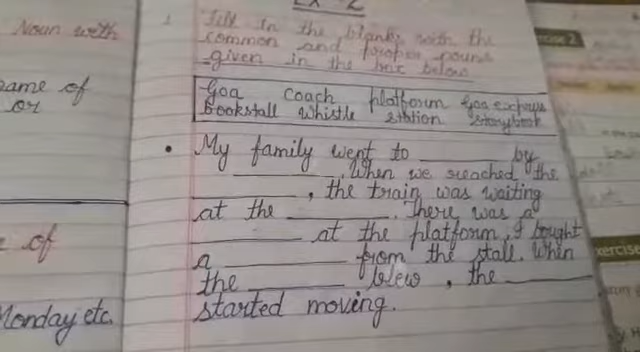 Noun with
name of
or
e of
Monday etc.
Ex - 2
1 Fill in the blanks with the
common and proper nouns
given in the box below
Goa coach platform Goa express
bookstall whistle station storybook
• My family went to ________ by
________. When we reached the
________, the train was waiting
at the ________. There was a
________ at the platform. I bought
a ________ from the stall. When
the ________ blew, the ________
started moving.
rcise 2
exercise